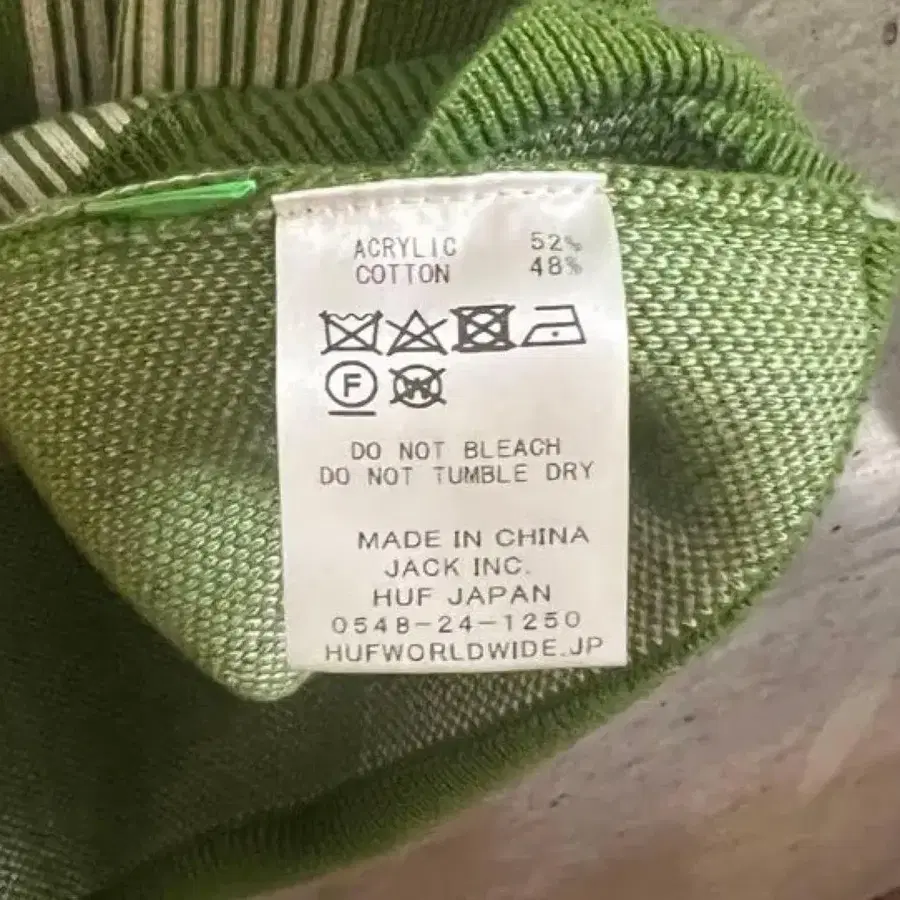 ACRYLIC 52%
COTTON 48%
F W
DO NOT BLEACH
DO NOT TUMBLE DRY
MADE IN CHINA
JACK INC.
HUF JAPAN
0548-24-1250
HUFWORLDWIDE.JP